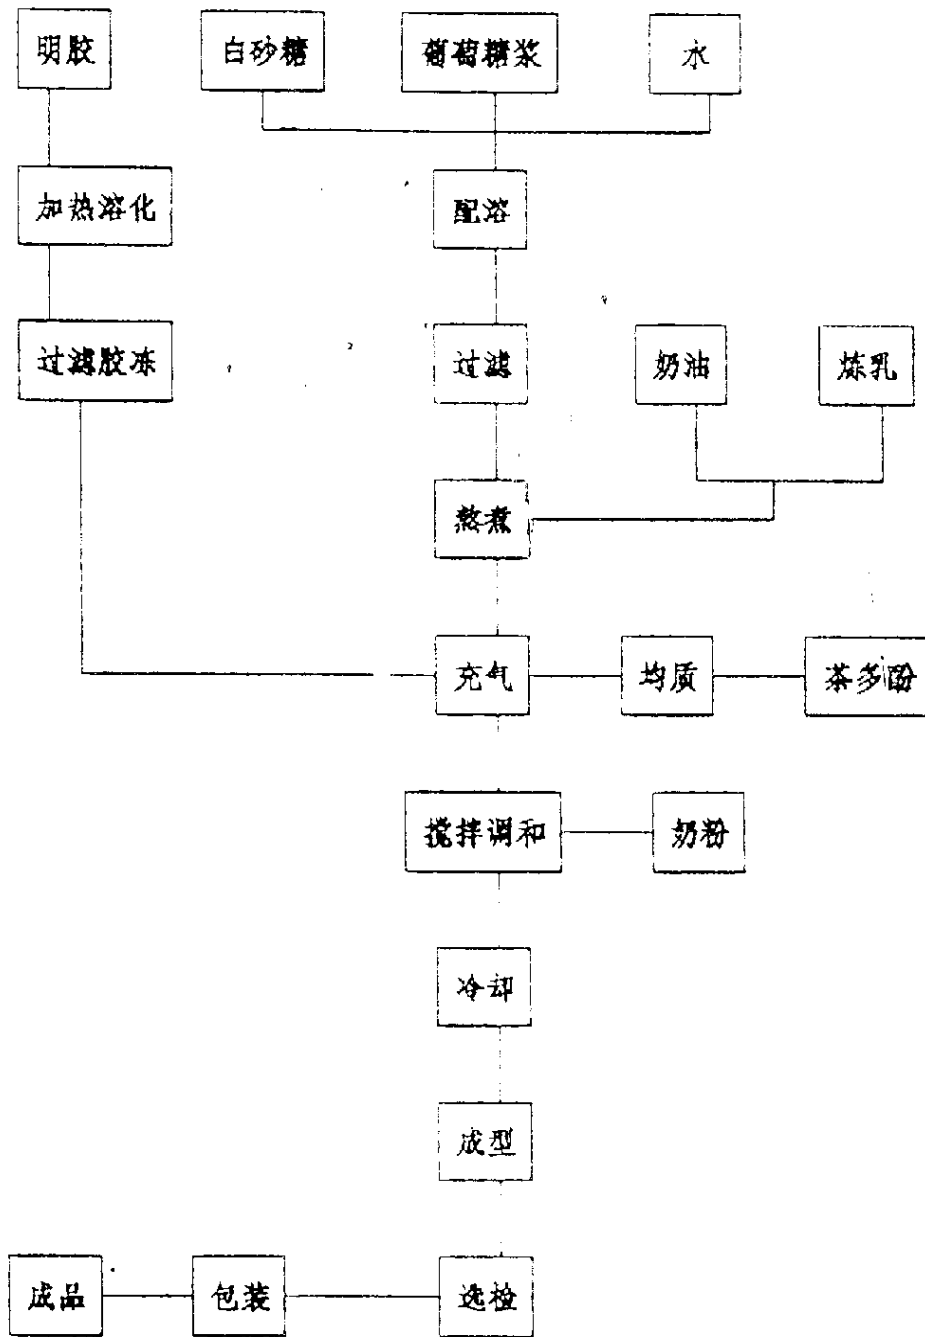 明胶
白砂糖
葡萄糖浆
水
加热溶化
配溶
过滤胶冻
过滤
奶油
炼乳
熬煮
充气
均质
茶多酚
搅拌调和
奶粉
冷却
成型
成品
包装
选检